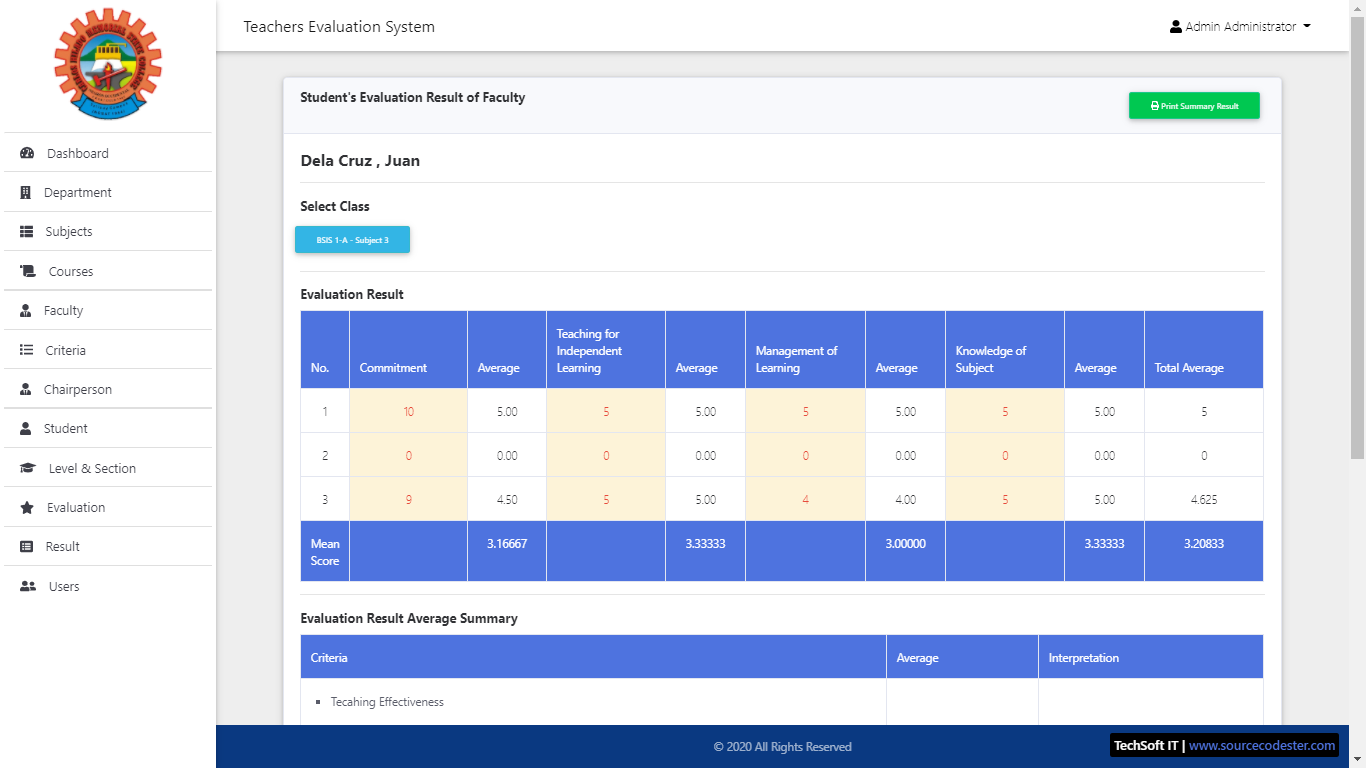 Teachers Evaluation System
Admin Administrator
Dashboard
Department
Subjects
Courses
Faculty
Criteria
Chairperson
Student
Level & Section
Evaluation
Result
Users
Student's Evaluation Result of Faculty
Print Summary Result
Dela Cruz , Juan
Select Class
BSIS 1-A - Subject 3
Evaluation Result
No. Commitment Average Teaching for Independent Learning Average Management of Learning Average Knowledge of Subject Average Total Average
1 10 5.00 5 5.00 5 5.00 5 5.00 5
2 0 0.00 0 0.00 0 0.00 0 0.00 0
3 9 4.50 5 5.00 4 4.00 5 5.00 4.625
Mean Score 3.16667 3.33333 3.00000 3.33333 3.20833
Evaluation Result Average Summary
Criteria Average Interpretation
Tecahing Effectiveness
© 2020 All Rights Reserved
TechSoft IT | www.sourcecodester.com